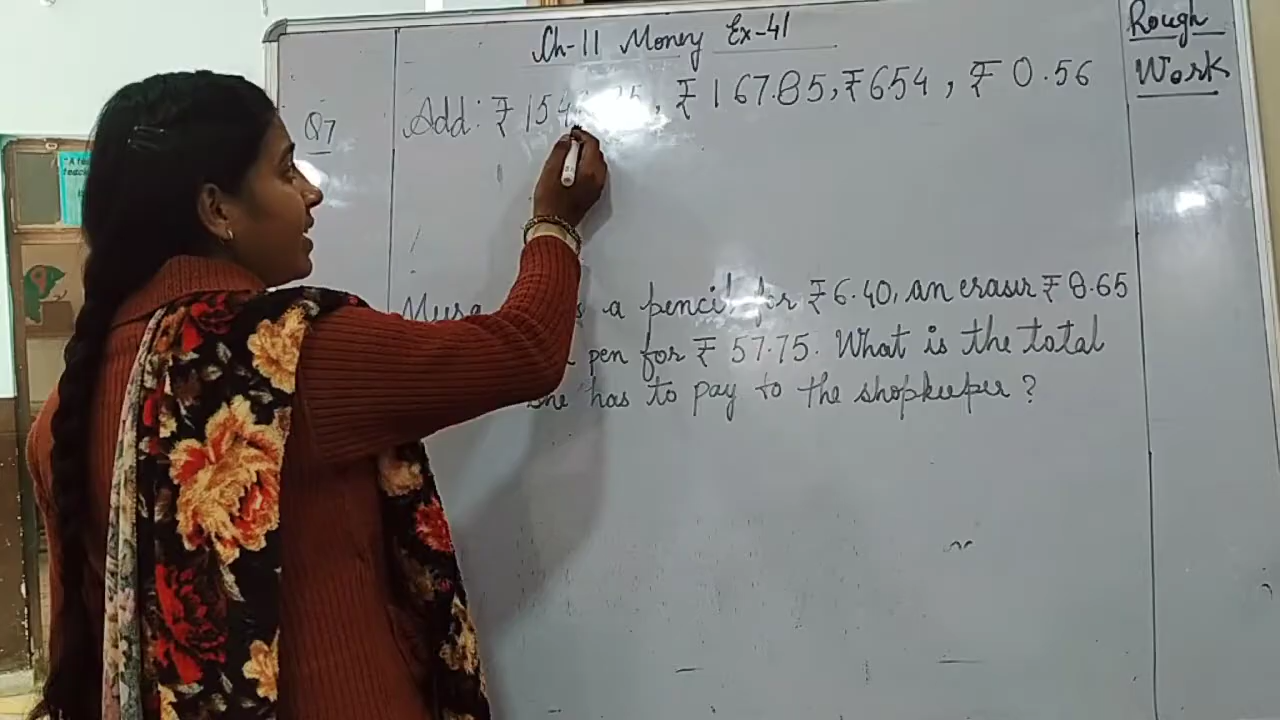 Ch-11 Money Ex-41
Rough
Work
Q7
Add: ₹ , ₹167.85, ₹654, ₹0.56
a pencil for ₹6.40, an eraser ₹8.65
pen for ₹57.75. What is the total
she has to pay to the shopkeeper?